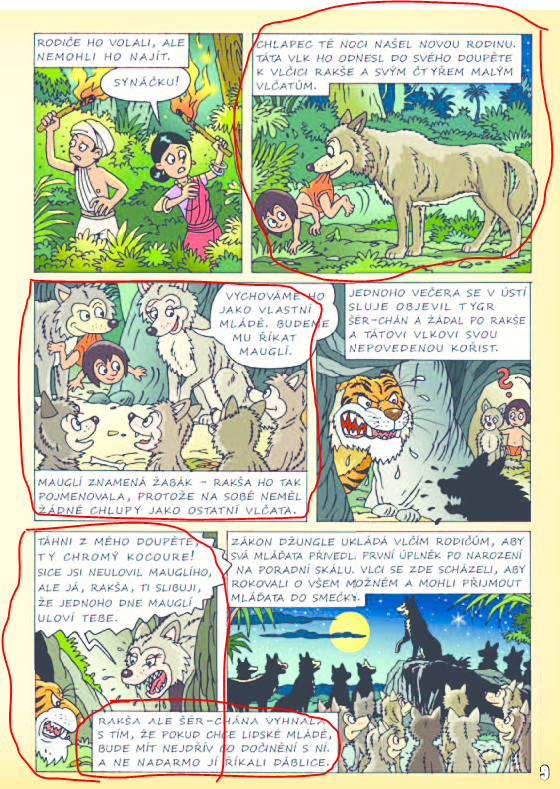 RODIČE HO VOLALI, ALE
NEMOHLI HO NAJÍT.
SYNÁČKU!
CHLAPEC TÉ NOCI NAŠEL NOVOU RODINU.
TÁTA VLK HO ODNESL DO SVÉHO DOUPĚTE
K VLČICI RAKŠE A SVÝM ČTYŘEM MALÝM
VLČATŮM.
VYCHOVÁME HO
JAKO VLASTNÍ
MLÁDĚ. BUDEME
MU ŘÍKAT
MAUGLÍ.
MAUGLÍ ZNAMENÁ ŽABÁK – RAKŠA HO TAK
POJMENOVALA, PROTOŽE NA SOBĚ NEMĚL
ŽÁDNÉ CHLUPY JAKO OSTATNÍ VLČATA.
JEDNOHO VEČERA SE V ÚSTÍ
SLUJE OBJEVIL TYGR
ŠÉR-CHÁN A ŽÁDAL PO RAKŠE
A TÁTOVI VLKOVI SVOU
NEPOVEDENOU KOŘIST.
?
TÁHNI Z MÉHO DOUPĚTE,
TY CHROMÝ KOCOURE!
SICE JSI NEULOVIL MAUGLÍHO,
ALE JÁ, RAKŠA, TI SLIBUJI,
ŽE JEDNOHO DNE MAUGLÍ
ULOVÍ TEBE.
RAKŠA ALE ŠÉR-CHÁNA VYHNALA
S TÍM, ŽE POKUD CHCE LIDSKÉ MLÁDĚ,
BUDE MÍT NEJDŘÍV CO DOČINĚNÍ S NÍ.
A NE NADARMO JÍ ŘÍKALI ĎÁBLICE.
ZÁKON DŽUNGLE UKLÁDÁ VLČÍM RODIČŮM, ABY
SVÁ MLÁĎATA PŘIVEDLI PRVNÍ ÚPLNĚK PO NAROZENÍ
NA PORADNÍ SKÁLU. VLCI SE ZDE SCHÁZELI, ABY
ROKOVALI O VŠEM MOŽNÉM A MOHLI PŘIJMOUT
MLÁĎATA DO SMEČKY.
9